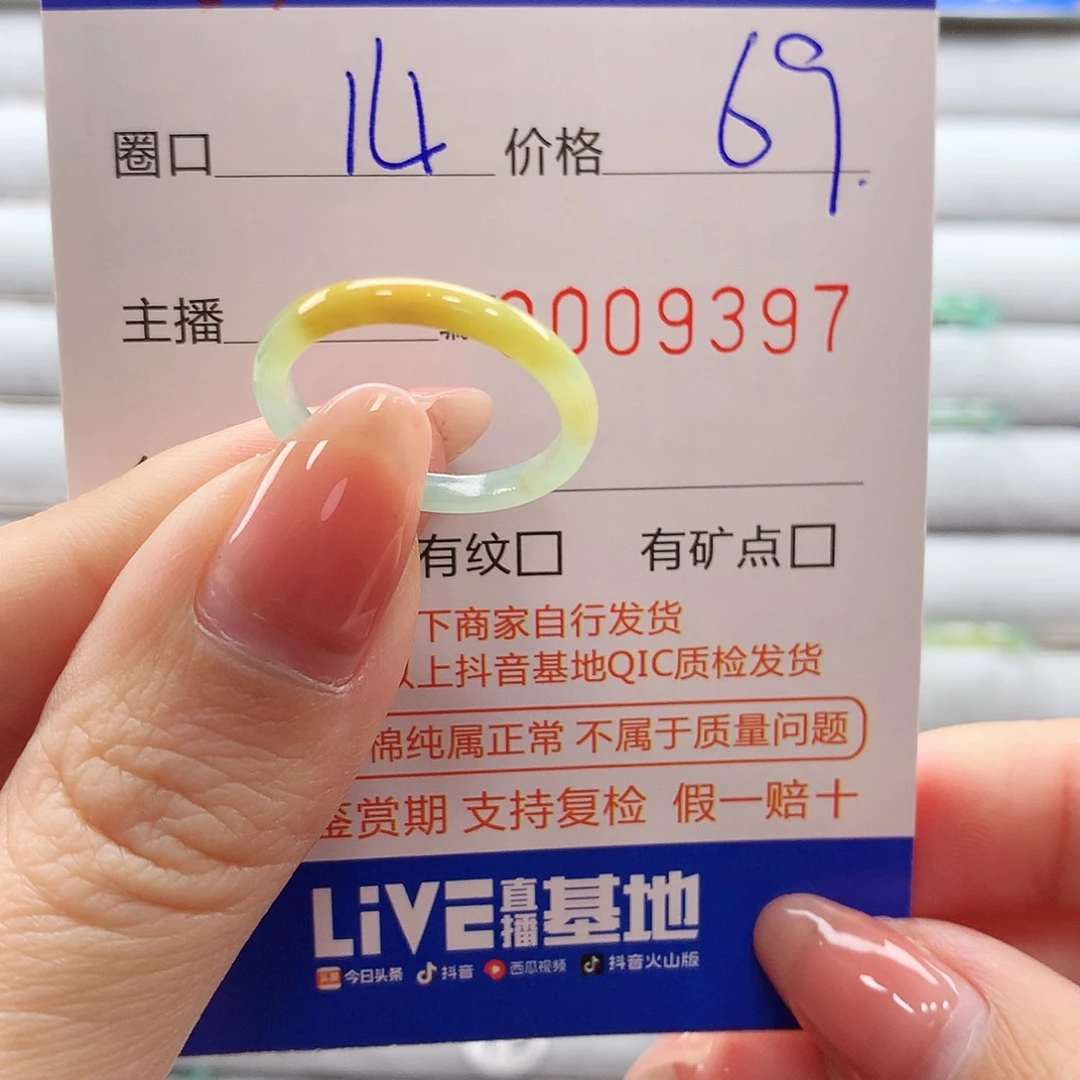 圈口 14 价格 69.
主播 009397
有纹□ 有矿点□
下商家自行发货
以上抖音基地QIC质检发货
棉纯属正常 不属于质量问题
鉴赏期 支持复检 假一赔十
LiVE直播基地
今日头条 抖音 西瓜视频 抖音火山版